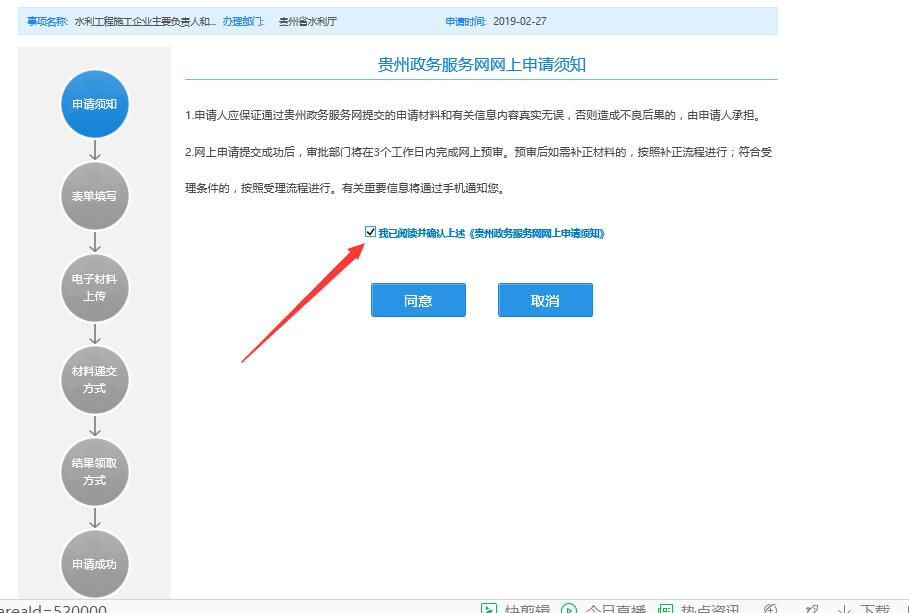 事项名称: 水利工程施工企业主要负责人和... 办理部门: 贵州省水利厅 申请时间: 2019-02-27
贵州政务服务网网上申请须知
申请须知
表单填写
电子材料
上传
材料递交
方式
结果领取
方式
申请成功
1.申请人应保证通过贵州政务服务网提交的申请材料和有关信息内容真实无误，否则造成不良后果的，由申请人承担。
2.网上申请提交成功后，审批部门将在3个工作日内完成网上预审。预审后如需补正材料的，按照补正流程进行；符合受
理条件的，按照受理流程进行。有关重要信息将通过手机通知您。
我已阅读并确认上述《贵州政务服务网网上申请须知》
同意 取消
areaId=520000 快剪辑 今日直播 热点资讯 下载